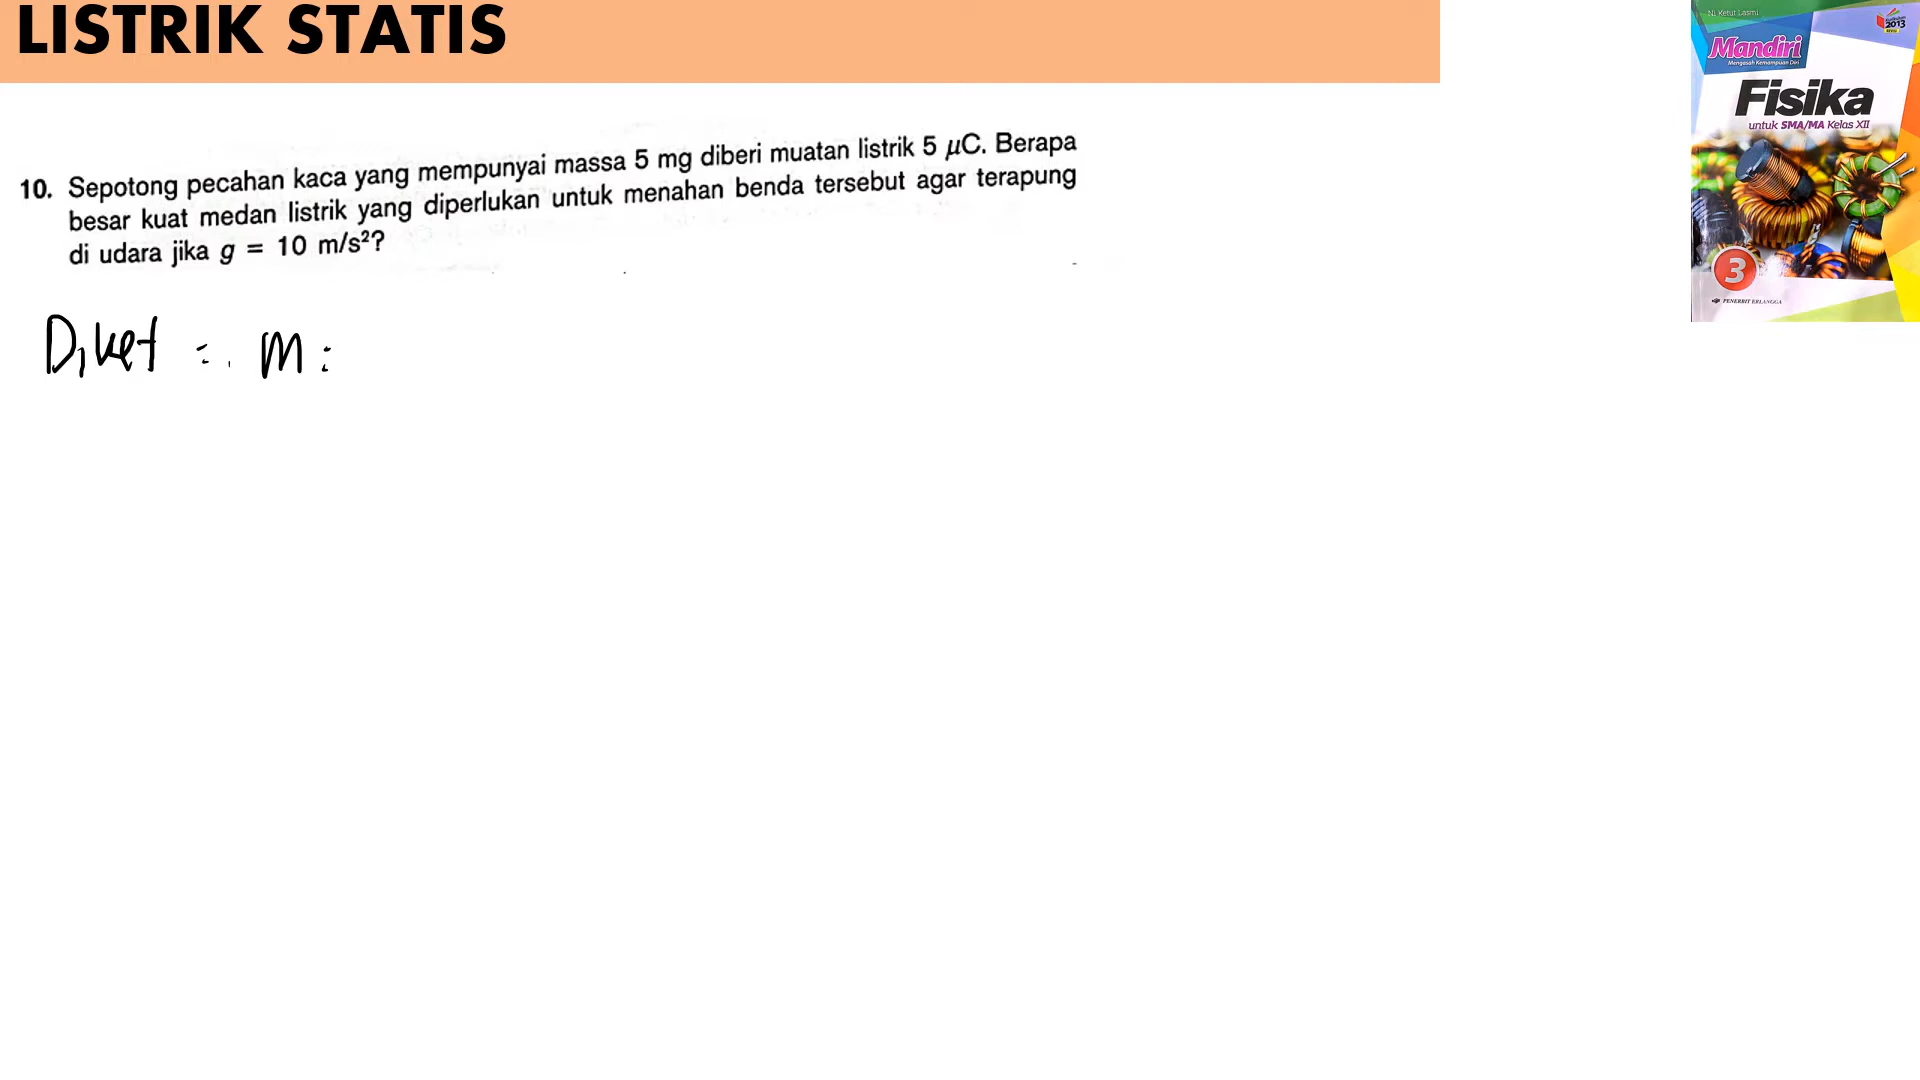 LISTRIK STATIS
10. Sepotong pecahan kaca yang mempunyai massa 5 mg diberi muatan listrik 5 μC. Berapa
besar kuat medan listrik yang diperlukan untuk menahan benda tersebut agar terapung
di udara jika g = 10 m/s²?
Diket : m :
Ni Ketut Lasmi
2013
Mandiri
Mengasah Kemampuan Diri
Fisika
untuk SMA/MA Kelas XII
3
PENERBIT ERLANGGA